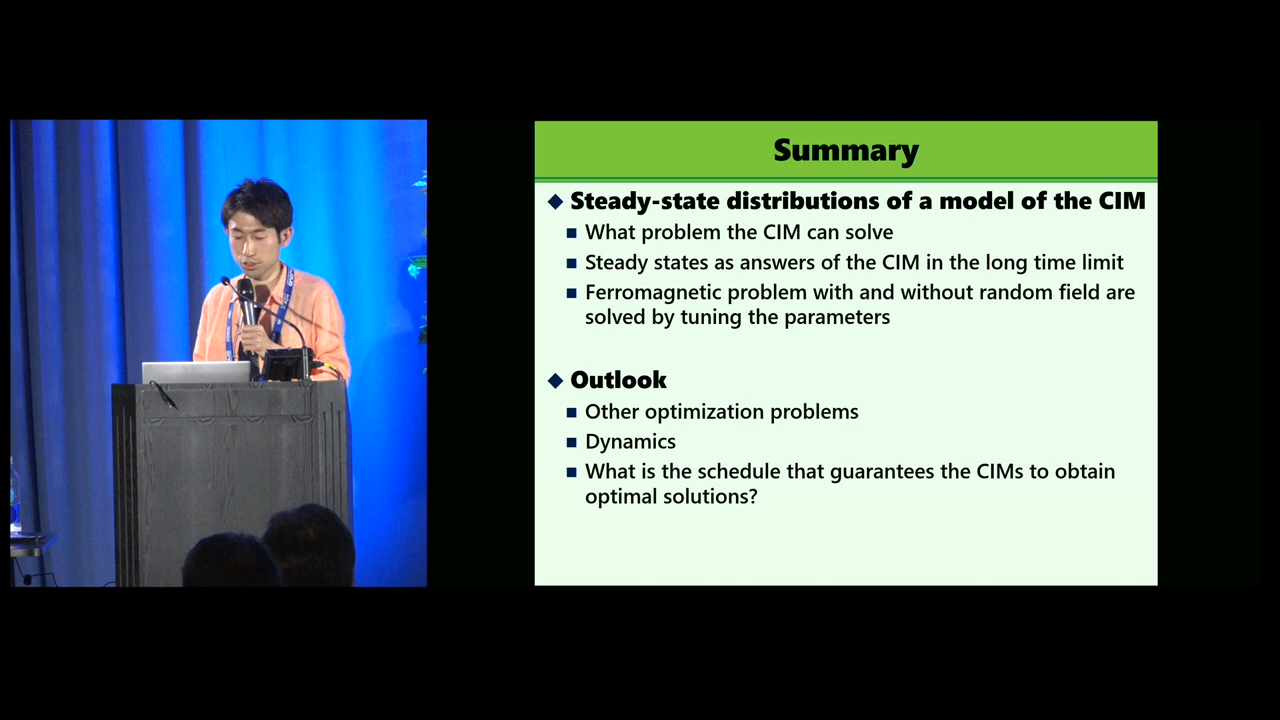 Summary
Steady-state distributions of a model of the CIM
What problem the CIM can solve
Steady states as answers of the CIM in the long time limit
Ferromagnetic problem with and without random field are
solved by tuning the parameters
Outlook
Other optimization problems
Dynamics
What is the schedule that guarantees the CIMs to obtain
optimal solutions?